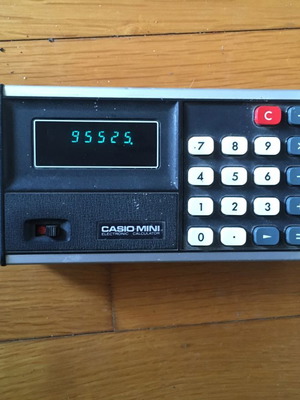 95525.
C
7 8 9
4 5 6
1 2 3
CASIO-MINI
ELECTRONIC CALCULATOR
0 . ▶ =